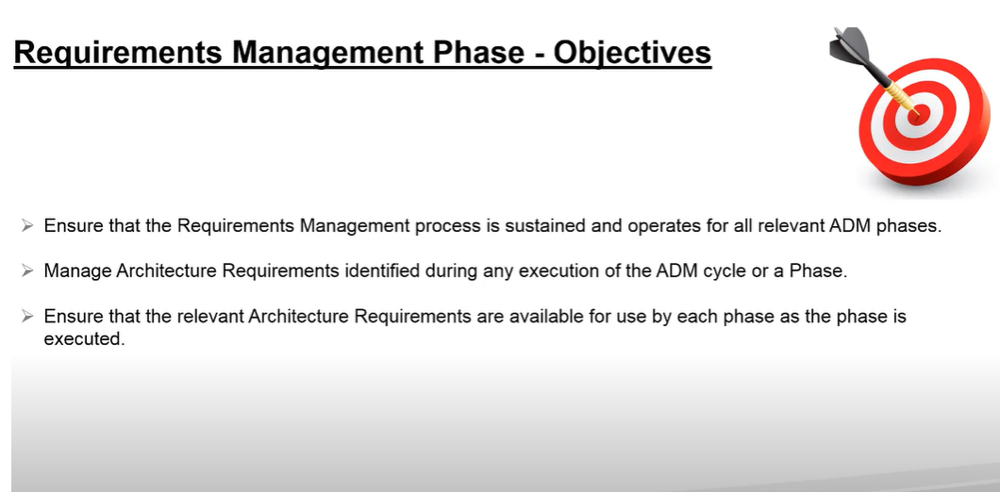 Requirements Management Phase - Objectives
Ensure that the Requirements Management process is sustained and operates for all relevant ADM phases.
Manage Architecture Requirements identified during any execution of the ADM cycle or a Phase.
Ensure that the relevant Architecture Requirements are available for use by each phase as the phase is
executed.